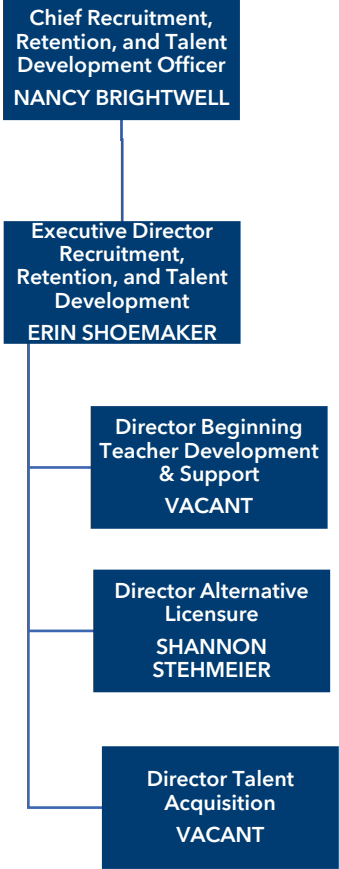 Chief Recruitment,
Retention, and Talent
Development Officer
NANCY BRIGHTWELL
Executive Director
Recruitment,
Retention, and Talent
Development
ERIN SHOEMAKER
Director Beginning
Teacher Development
& Support
VACANT
Director Alternative
Licensure
SHANNON
STEHMEIER
Director Talent
Acquisition
VACANT